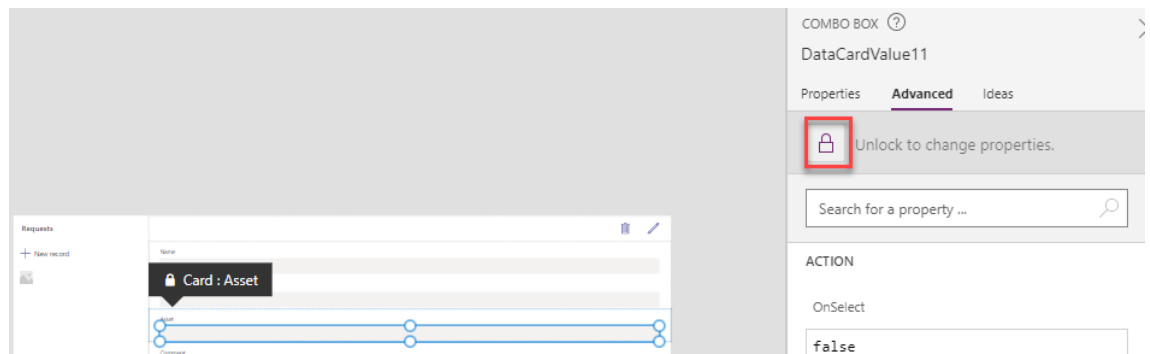 COMBO BOX ?
DataCardValue11
Properties Advanced Ideas
Unlock to change properties.
Search for a property ...
ACTION
OnSelect
false
Requests
New record
Name
Card : Asset
Asset
Comment